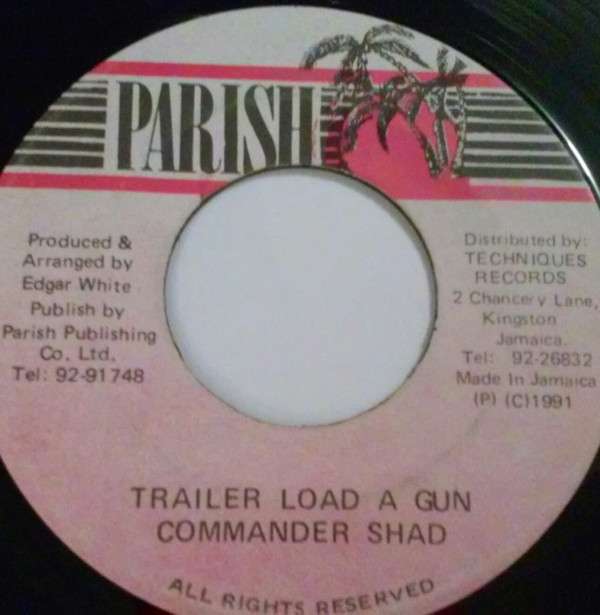 PARISH
Produced &
Arranged by
Edgar White
Publish by
Parish Publishing
Co. Ltd.
Tel: 92-91748
Distributed by:
TECHNIQUES
RECORDS
2 Chancery Lane,
Kingston
Jamaica.
Tel: 92-26832
Made In Jamaica
(P) (C)1991
TRAILER LOAD A GUN
COMMANDER SHAD
ALL RIGHTS RESERVED